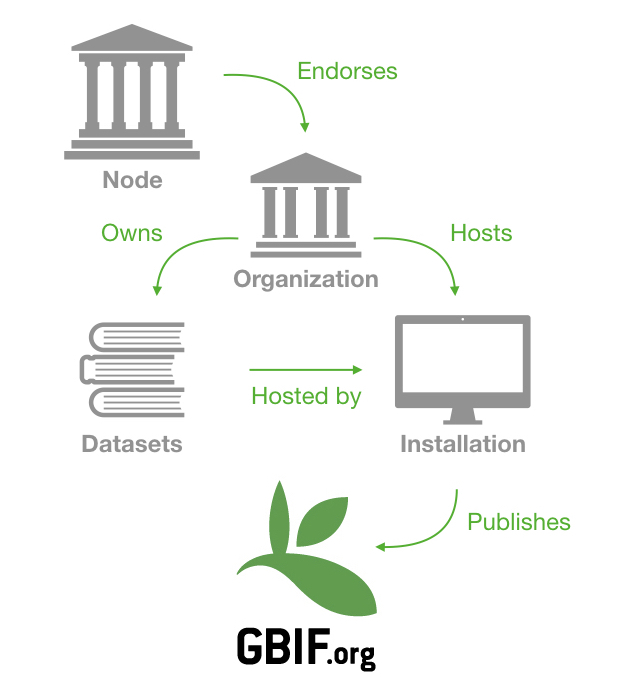 Endorses
Node
Owns
Hosts
Organization
Hosted by
Datasets
Installation
Publishes
GBIF.org